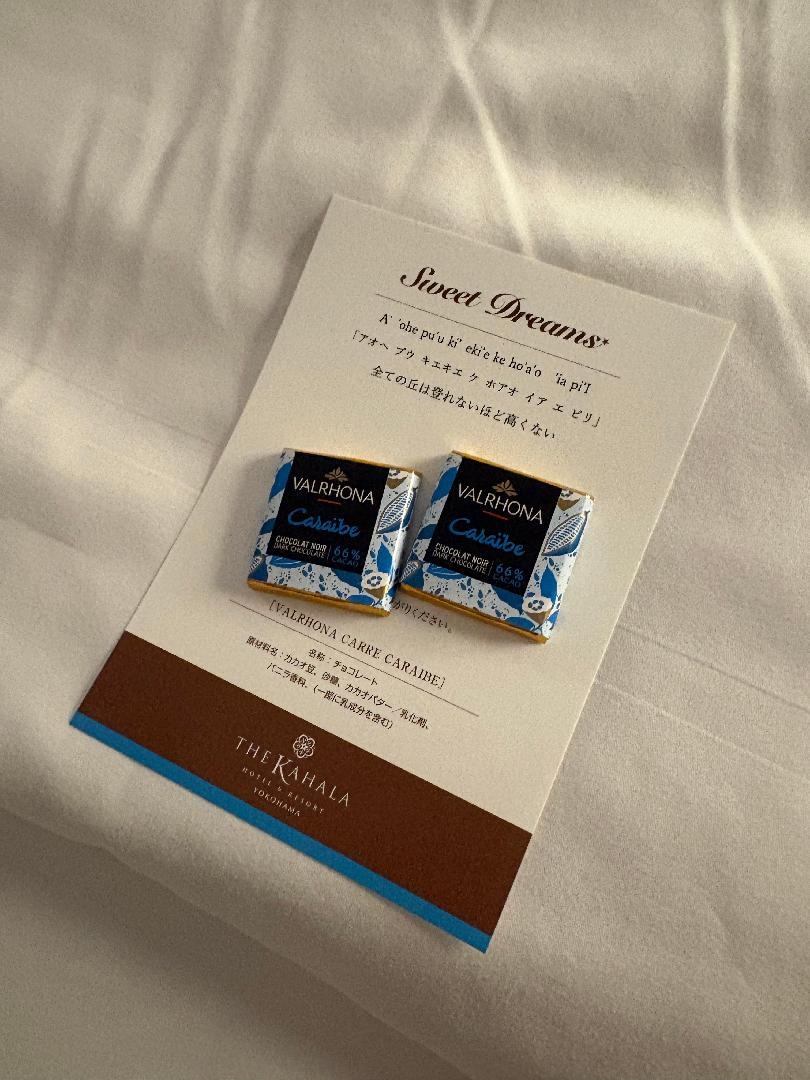 Sweet Dreams
A' 'ohe pu'u ki' eki'e ke ho'a'o 'ia pi'I
「アオヘ プウ キエキエ ケ ホアオ イア エ ピリ」
全ての丘は登れないほど高くない
VALRHONA
Caraïbe
CHOCOLAT NOIR
DARK CHOCOLATE
66%
CACAO
VALRHONA
Caraïbe
CHOCOLAT NOIR
DARK CHOCOLATE
66%
CACAO
がりください。
「VALRHONA CARRE CARAIBE」
名称：チョコレート
原材料名：カカオ豆、砂糖、カカオバター／乳化剤、
バニラ香料、（一部に乳成分を含む）
THE KAHALA
HOTEL & RESORT
YOKOHAMA